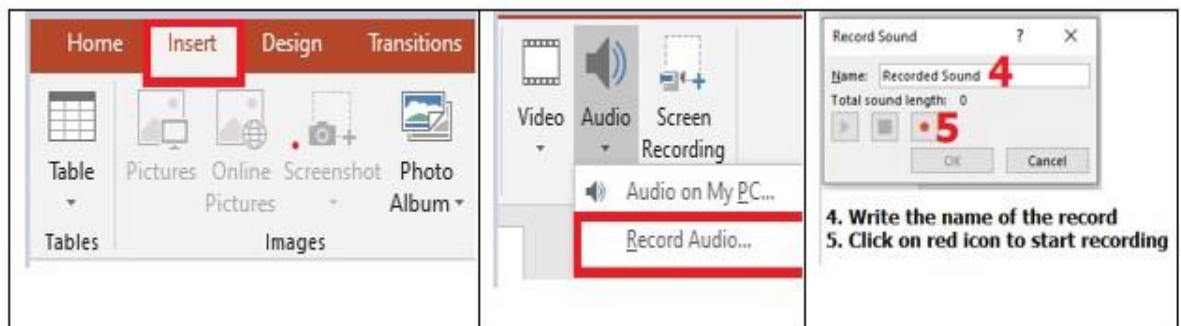 Home Insert Design Transitions
Table Pictures Online Pictures Screenshot Photo Album
Tables Images
Video Audio Screen Recording
Audio on My PC...
Record Audio...
Record Sound ? ×
Name: Recorded Sound 4
Total sound length: 0
5
OK Cancel
4. Write the name of the record
5. Click on red icon to start recording